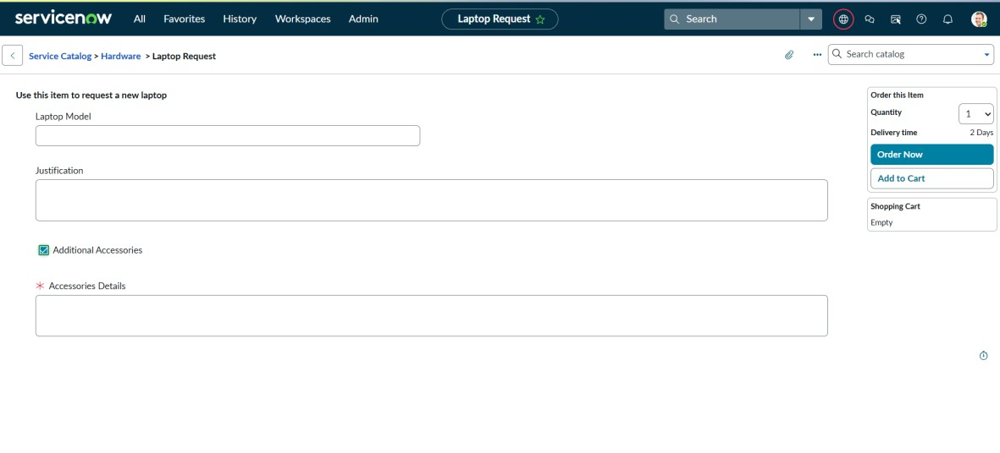 servicenow All Favorites History Workspaces Admin Laptop Request Search
Service Catalog > Hardware > Laptop Request Search catalog
Use this item to request a new laptop
Laptop Model
Justification
Additional Accessories
* Accessories Details
Order this Item
Quantity 1
Delivery time 2 Days
Order Now
Add to Cart
Shopping Cart
Empty